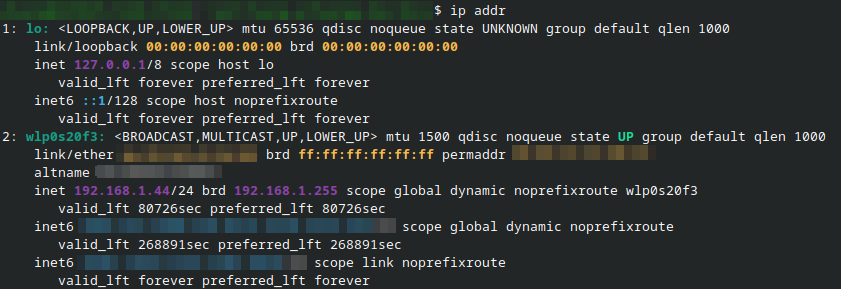 $ ip addr
1: lo: <LOOPBACK,UP,LOWER_UP> mtu 65536 qdisc noqueue state UNKNOWN group default qlen 1000
link/loopback 00:00:00:00:00:00 brd 00:00:00:00:00:00
inet 127.0.0.1/8 scope host lo
valid_lft forever preferred_lft forever
inet6 ::1/128 scope host noprefixroute
valid_lft forever preferred_lft forever
2: wlp0s20f3: <BROADCAST,MULTICAST,UP,LOWER_UP> mtu 1500 qdisc noqueue state UP group default qlen 1000
link/ether brd ff:ff:ff:ff:ff:ff permaddr
altname
inet 192.168.1.44/24 brd 192.168.1.255 scope global dynamic noprefixroute wlp0s20f3
valid_lft 80726sec preferred_lft 80726sec
inet6 scope global dynamic noprefixroute
valid_lft 268891sec preferred_lft 268891sec
inet6 scope link noprefixroute
valid_lft forever preferred_lft forever